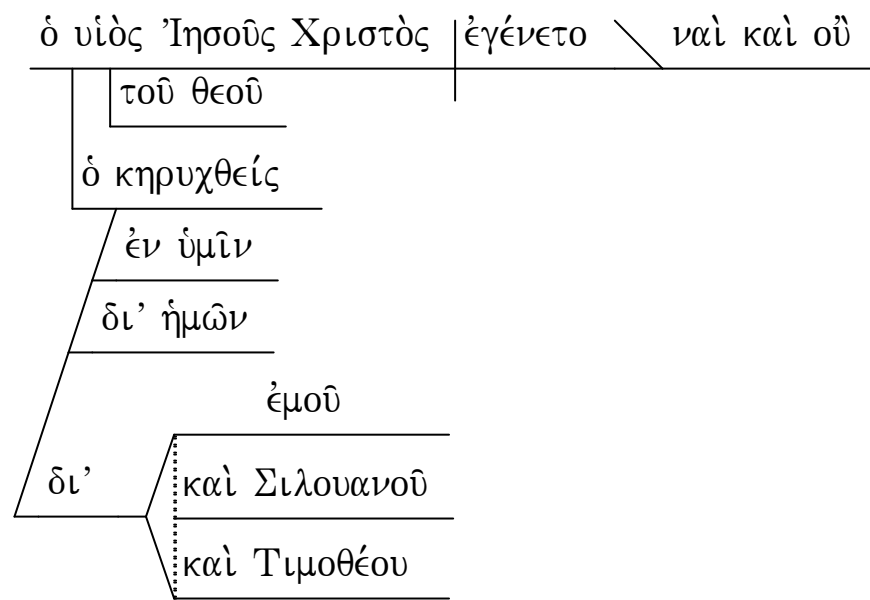 ὁ υἱὸς Ἰησοῦς Χριστὸς ἐγένετο ναὶ καὶ οὒ
τοῦ θεοῦ
ὁ κηρυχθείς
ἐν ὑμῖν
δι’ ἡμῶν
ἐμοῦ
δι’
καὶ Σιλουανοῦ
καὶ Τιμοθέου